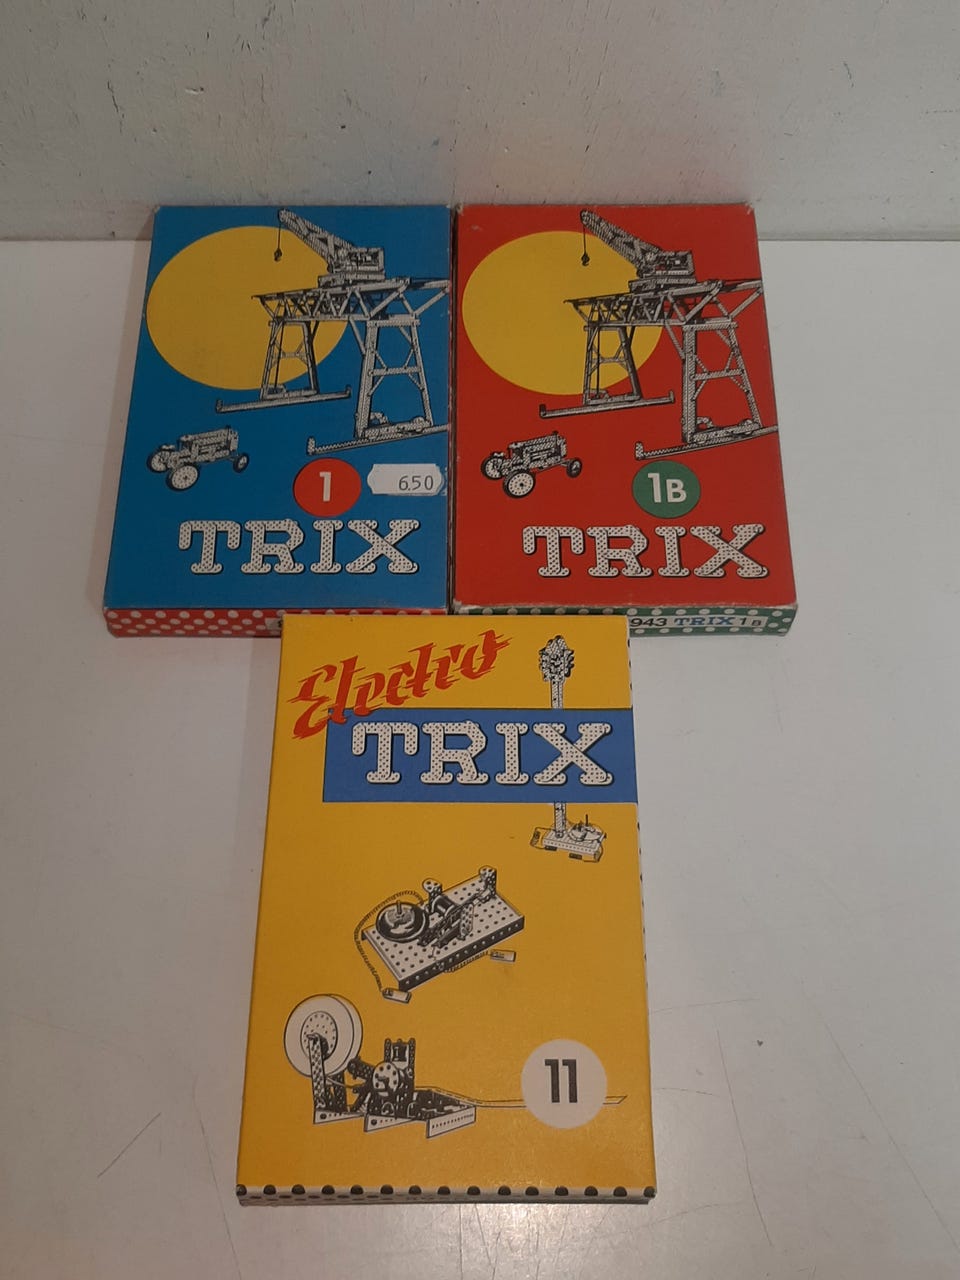 1
6.50
TRIX
1B
TRIX
943 TRIX 1B
Electro
TRIX
11